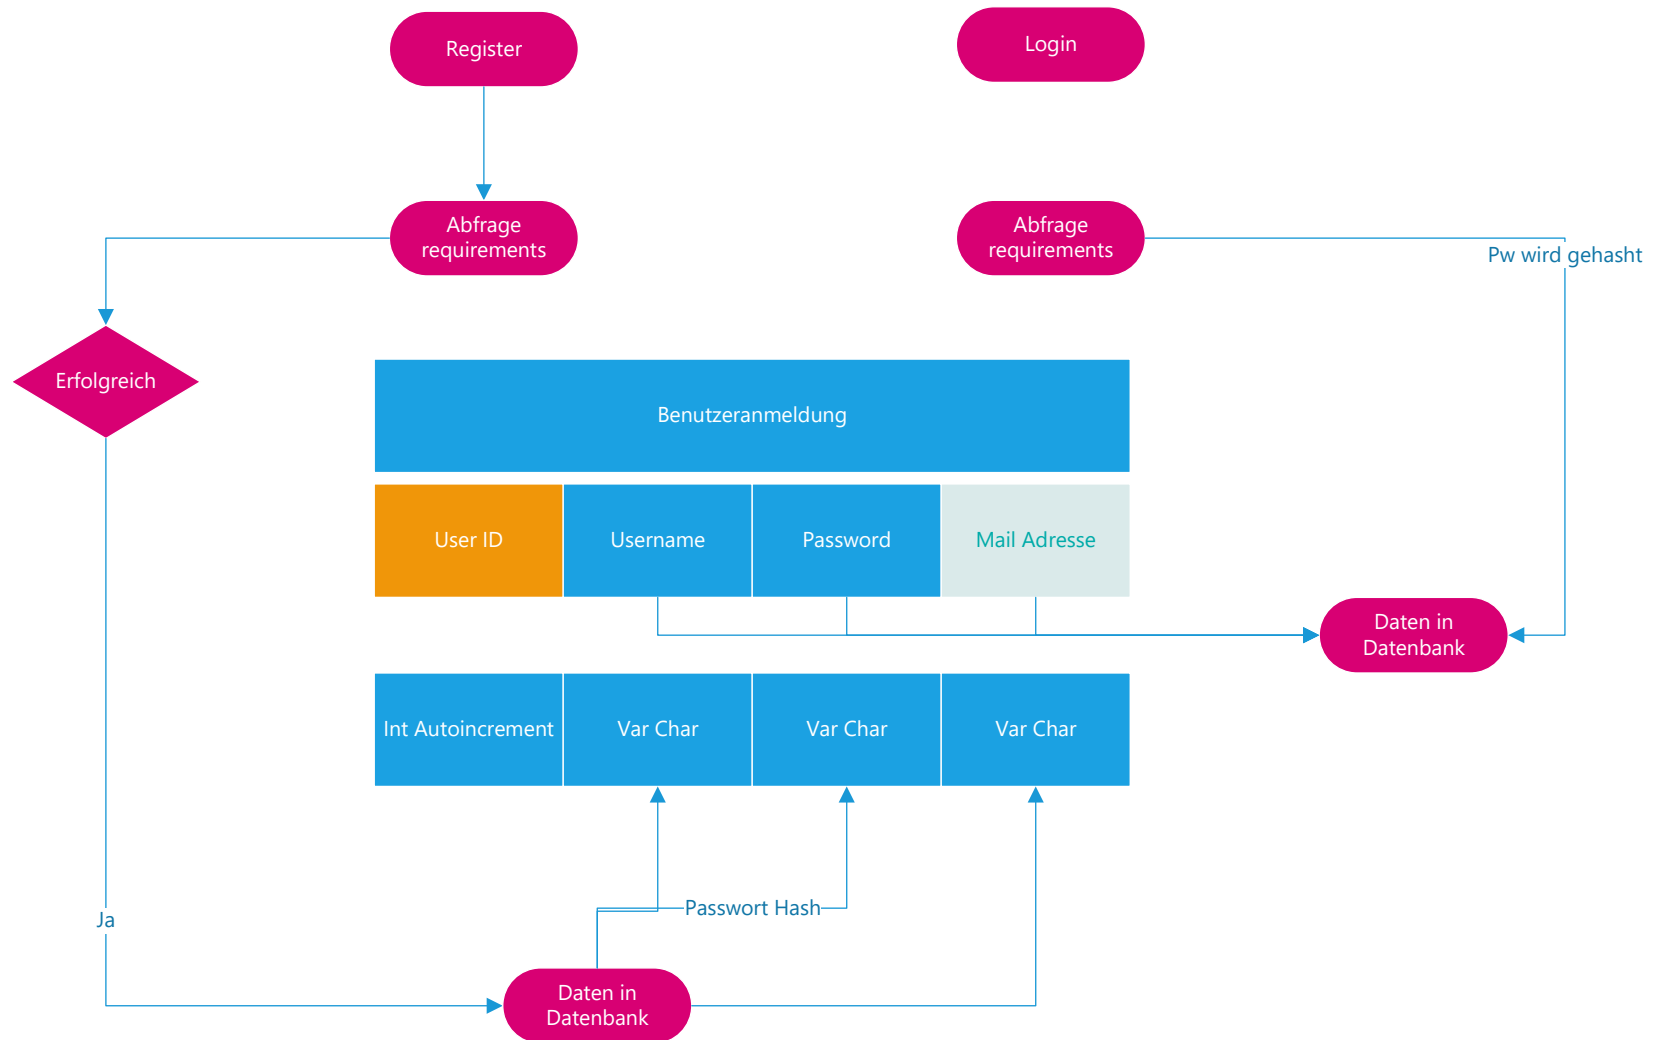 Register
Login
Abfrage
requirements
Abfrage
requirements
Pw wird gehasht
Erfolgreich
Benutzeranmeldung
User ID
Username
Password
Mail Adresse
Daten in
Datenbank
Int Autoincrement
Var Char
Var Char
Var Char
Passwort Hash
Ja
Daten in
Datenbank